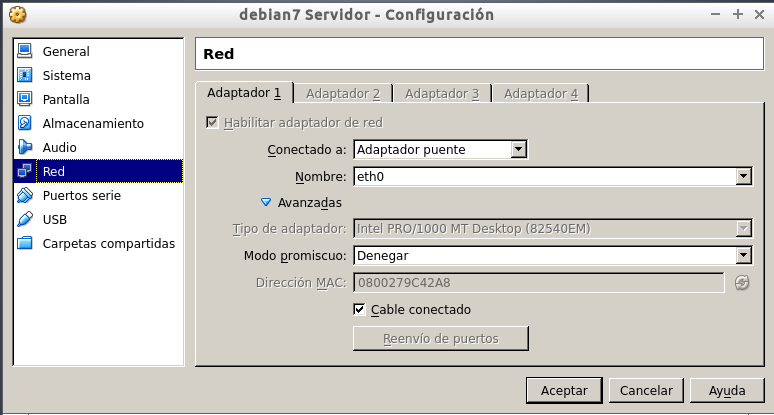 debian7 Servidor - Configuración
General
Sistema
Pantalla
Almacenamiento
Audio
Red
Puertos serie
USB
Carpetas compartidas
Red
Adaptador 1 Adaptador 2 Adaptador 3 Adaptador 4
Habilitar adaptador de red
Conectado a: Adaptador puente
Nombre: eth0
Avanzadas
Tipo de adaptador: Intel PRO/1000 MT Desktop (82540EM)
Modo promiscuo: Denegar
Dirección MAC: 0800279C42A8
Cable conectado
Reenvío de puertos
Aceptar Cancelar Ayuda